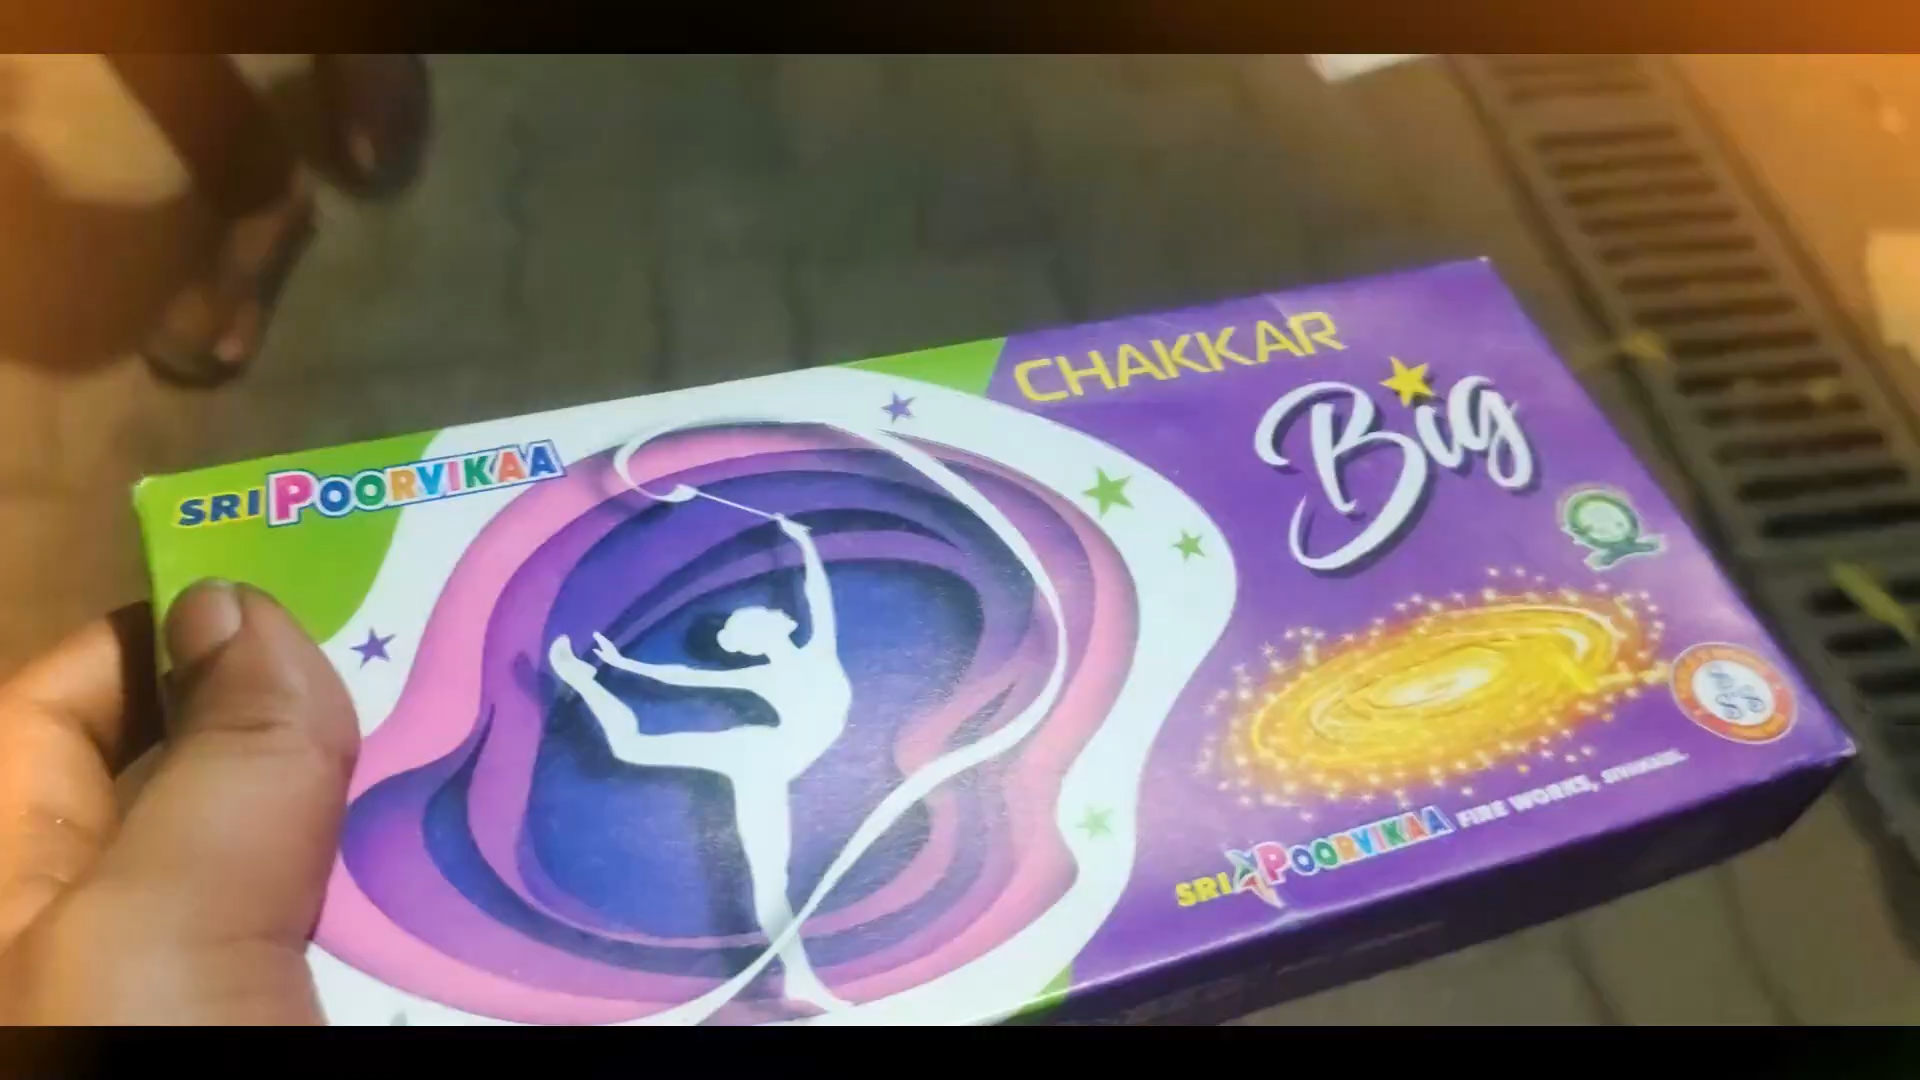 SRI POORVIKAA
CHAKKAR
Big
SRI POORVIKAA FIRE WORKS, SIVAKASI.